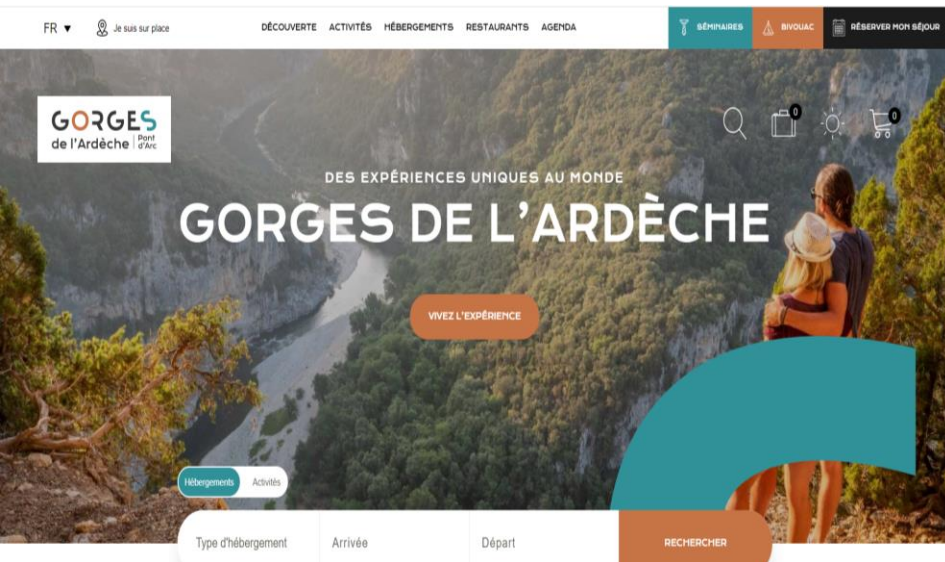 FR ▼ Je suis sur place DÉCOUVERTE ACTIVITÉS HÉBERGEMENTS RESTAURANTS AGENDA SÉMINAIRES BIVOUAC RÉSERVER MON SÉJOUR
GORGES
de l'Ardèche | Pont d'Arc
0
0
DES EXPÉRIENCES UNIQUES AU MONDE
GORGES DE L'ARDÈCHE
VIVEZ L'EXPÉRIENCE
Hébergements Activités
Type d'hébergement Arrivée Départ RECHERCHER